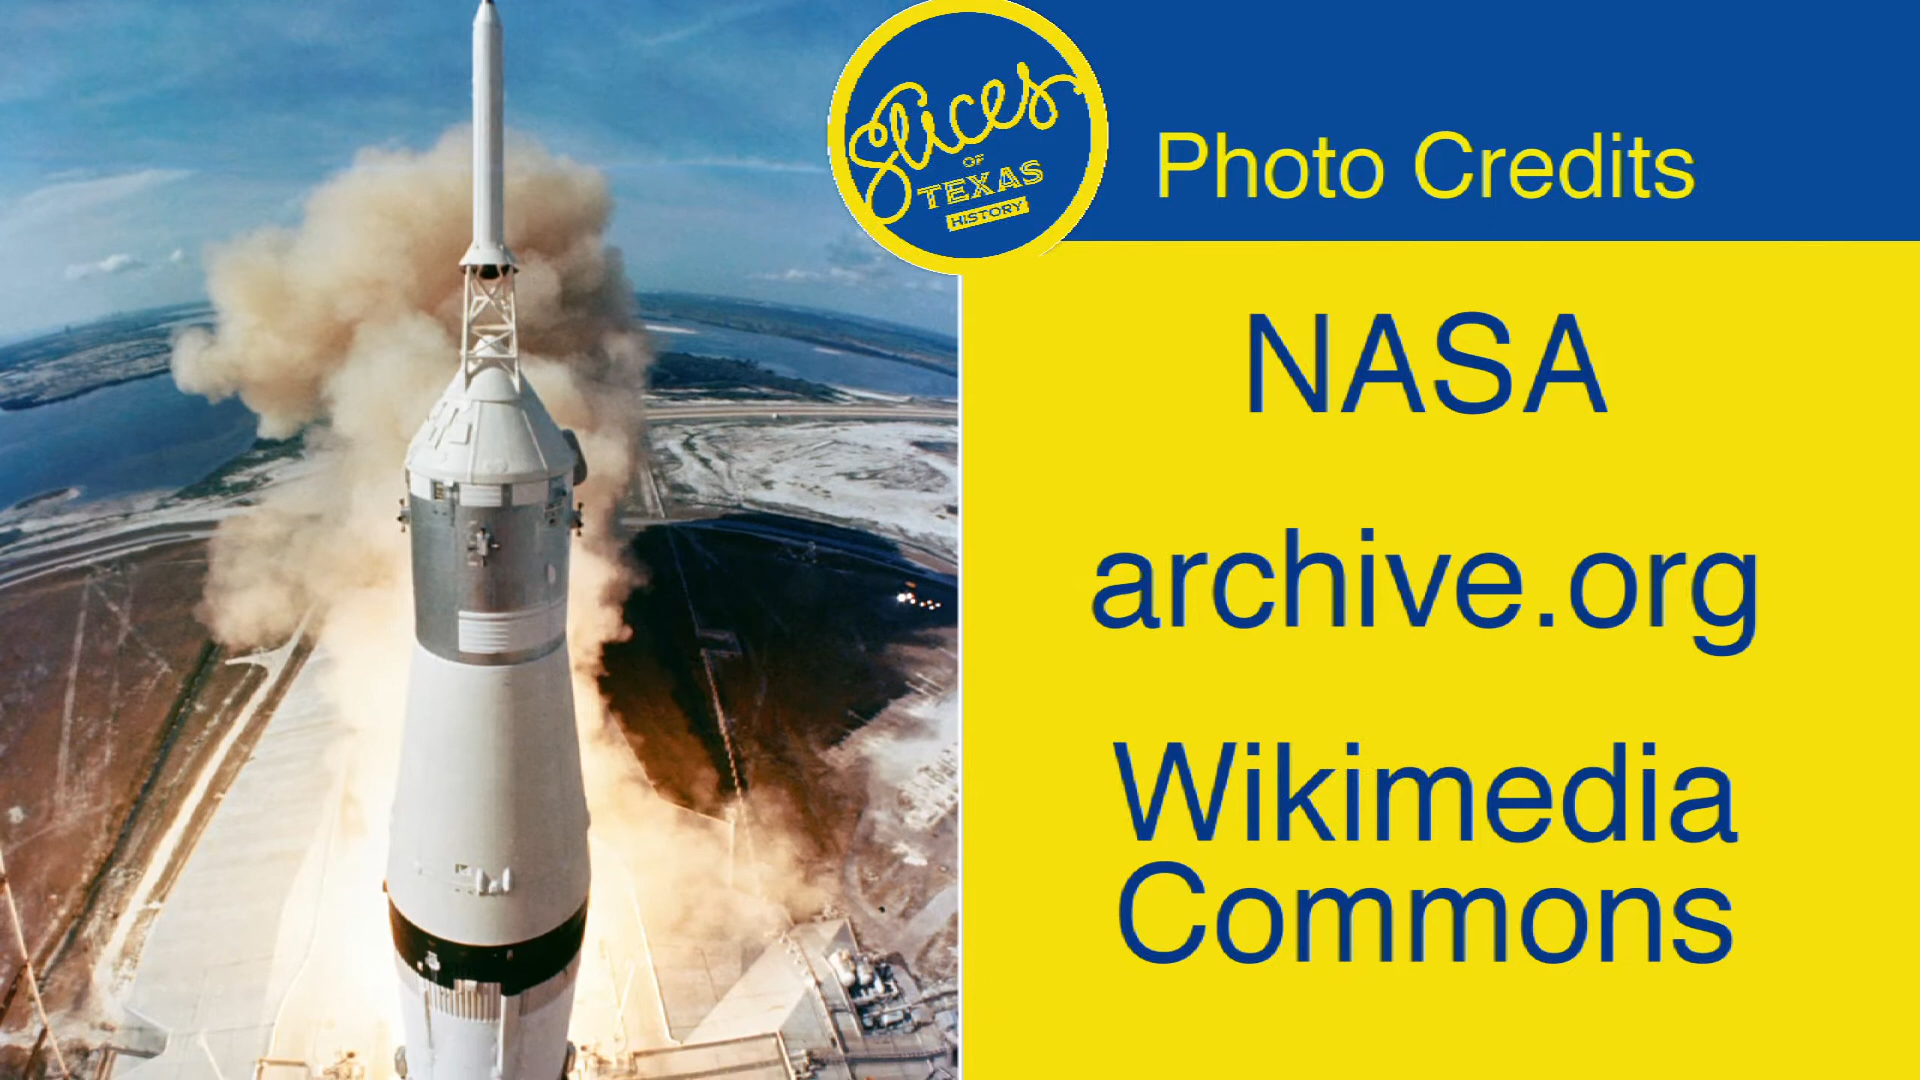 Slices
OF
TEXAS
HISTORY
Photo Credits
NASA
archive.org
Wikimedia
Commons